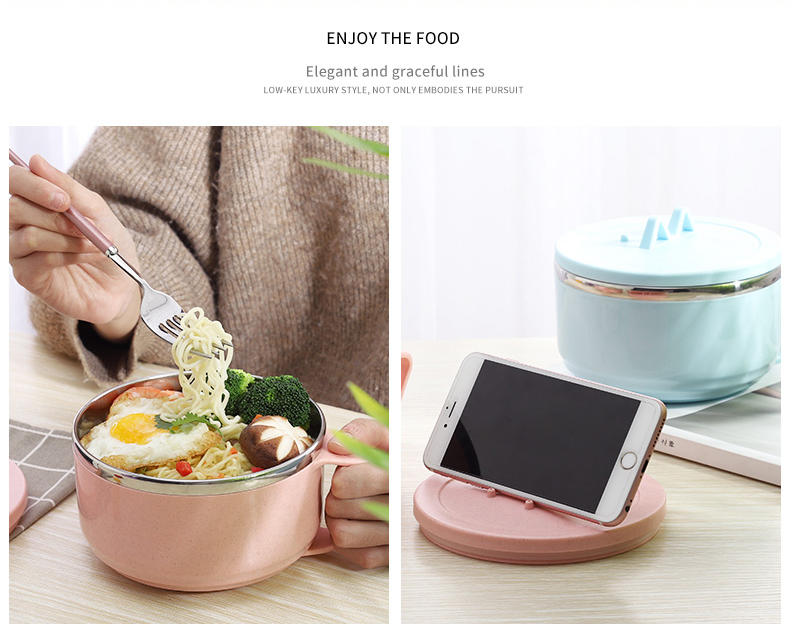 ENJOY THE FOOD
Elegant and graceful lines
LOW-KEY LUXURY STYLE, NOT ONLY EMBODIES THE PURSUIT